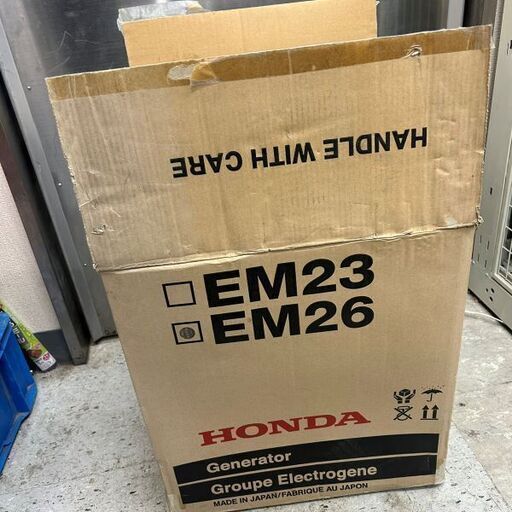 HANDLE WITH CARE
EM23
EM26
HONDA
Generator
Groupe Electrogene
MADE IN JAPAN/FABRIQUE AU JAPON